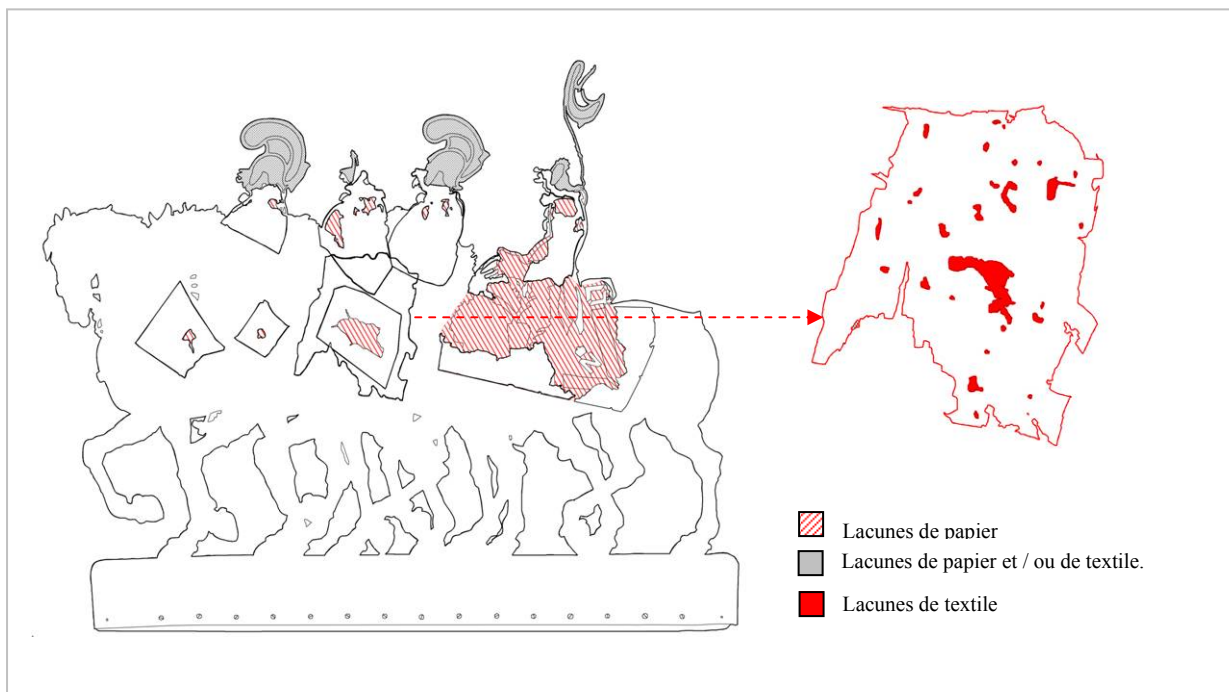 Lacunes de papier
Lacunes de papier et / ou de textile.
Lacunes de textile